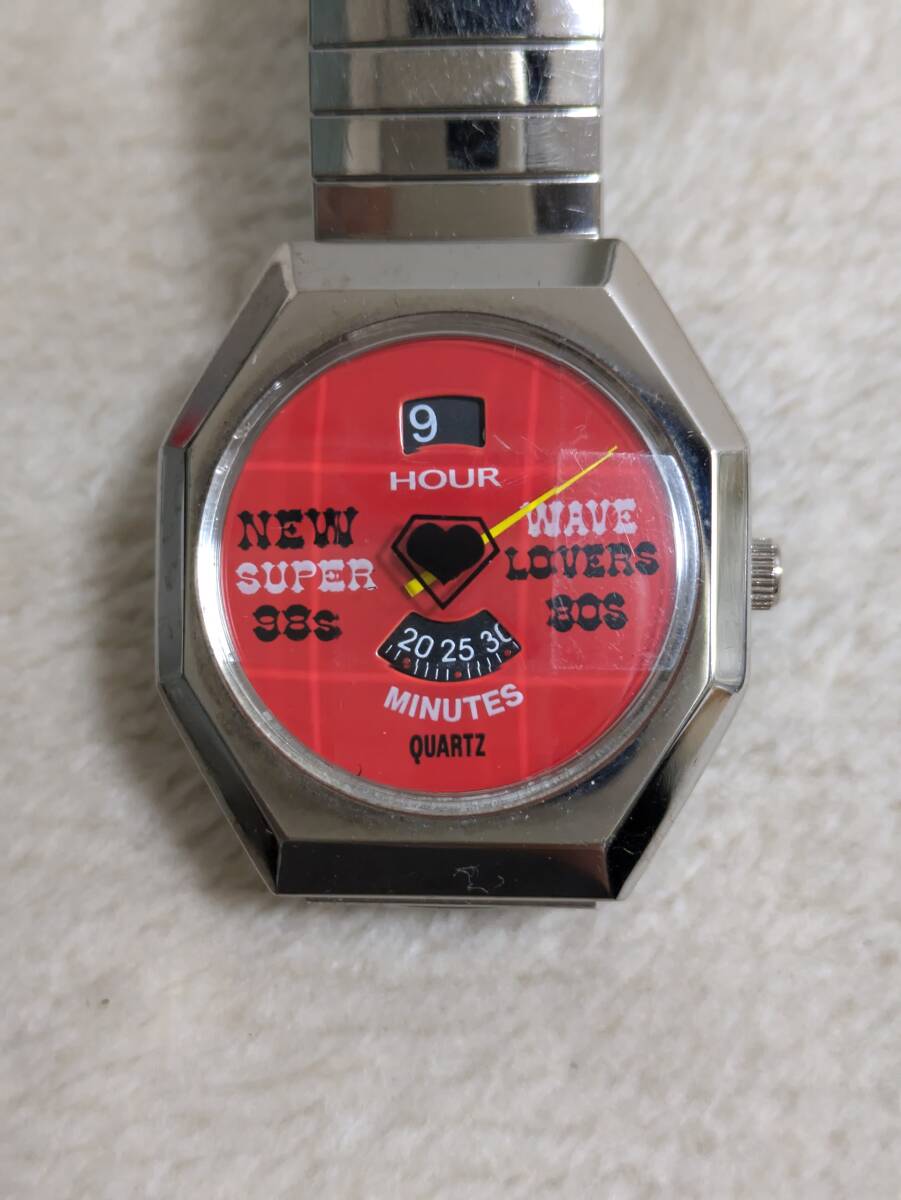 9
HOUR
NEW
SUPER
98s
WAVE
LOVERS
80s
20 25 30
MINUTES
QUARTZ